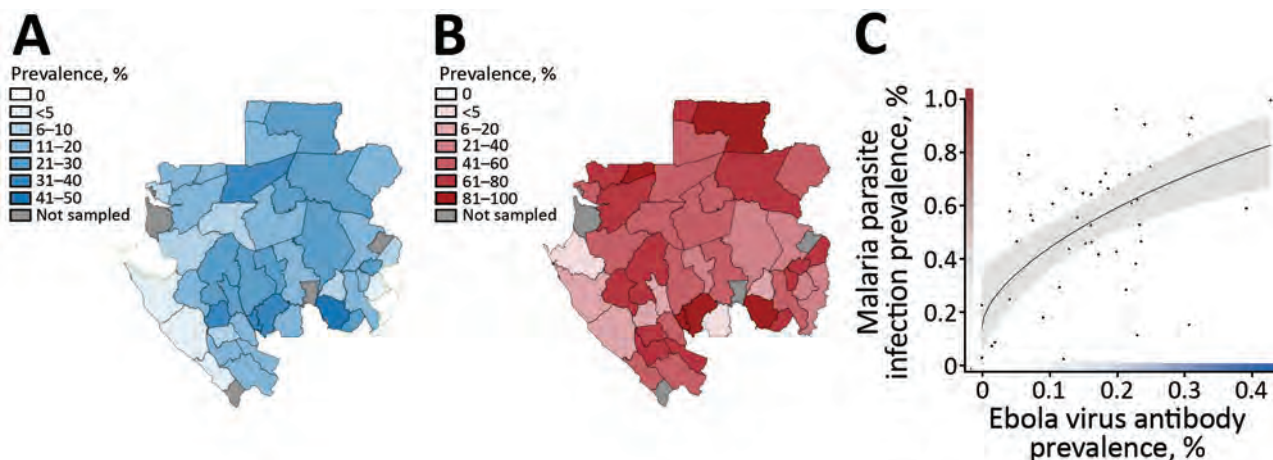 A
Prevalence, %
0
<5
6–10
11–20
21–30
31–40
41–50
Not sampled
B
Prevalence, %
0
<5
6–20
21–40
41–60
61–80
81–100
Not sampled
C
Malaria parasite
infection prevalence, %
1.0
0.8
0.6
0.4
0.2
0
0 0.1 0.2 0.3 0.4
Ebola virus antibody
prevalence, %